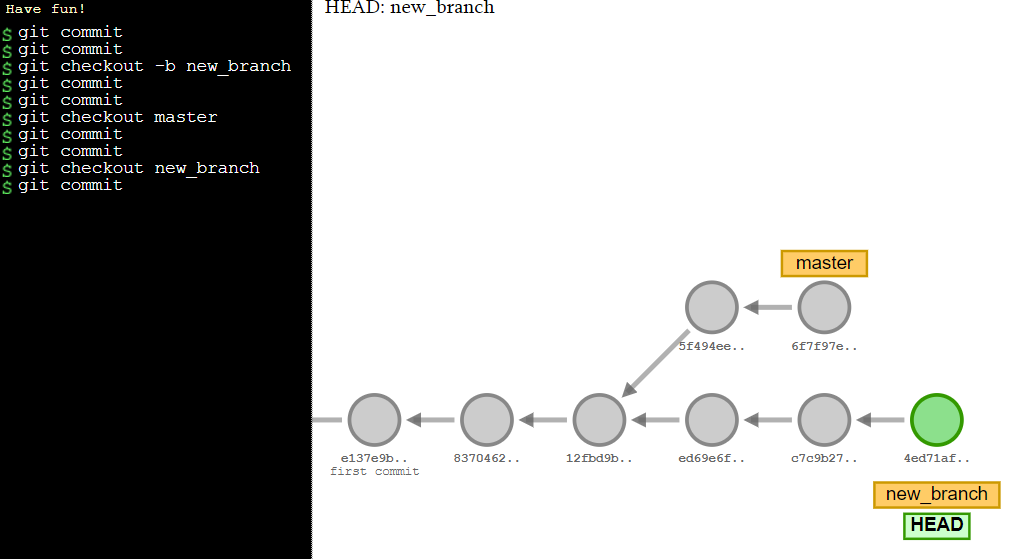 Have fun!
$ git commit
$ git commit
$ git checkout -b new_branch
$ git commit
$ git commit
$ git checkout master
$ git commit
$ git commit
$ git checkout new_branch
$ git commit
HEAD: new_branch
master
5f494ee..
6f7f97e..
e137e9b..
first commit
8370462..
12fbd9b..
ed69e6f..
c7c9b27..
4ed71af..
new_branch
HEAD